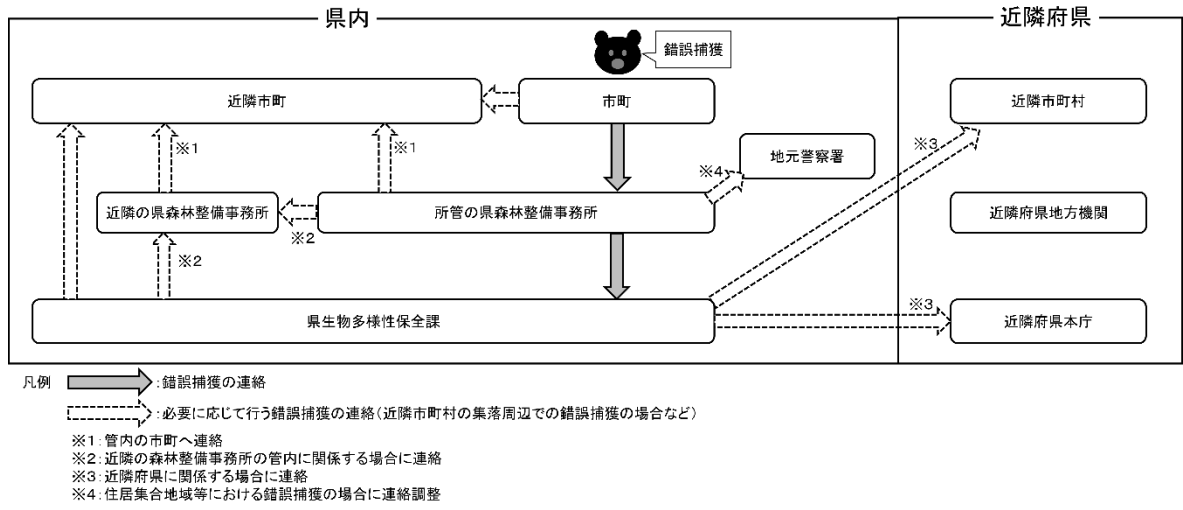 県内
近隣府県
錯誤捕獲
近隣市町
市町
近隣市町村
※1
※1
※3
地元警察署
※4
近隣の県森林整備事務所
所管の県森林整備事務所
近隣府県地方機関
※2
※2
※3
県生物多様性保全課
近隣府県本庁
凡例
:錯誤捕獲の連絡
:必要に応じて行う錯誤捕獲の連絡(近隣市町村の集落周辺での錯誤捕獲の場合など)
※1:管内の市町へ連絡
※2:近隣の森林整備事務所の管内に関係する場合に連絡
※3:近隣府県に関係する場合に連絡
※4:住居集合地域等における錯誤捕獲の場合に連絡調整